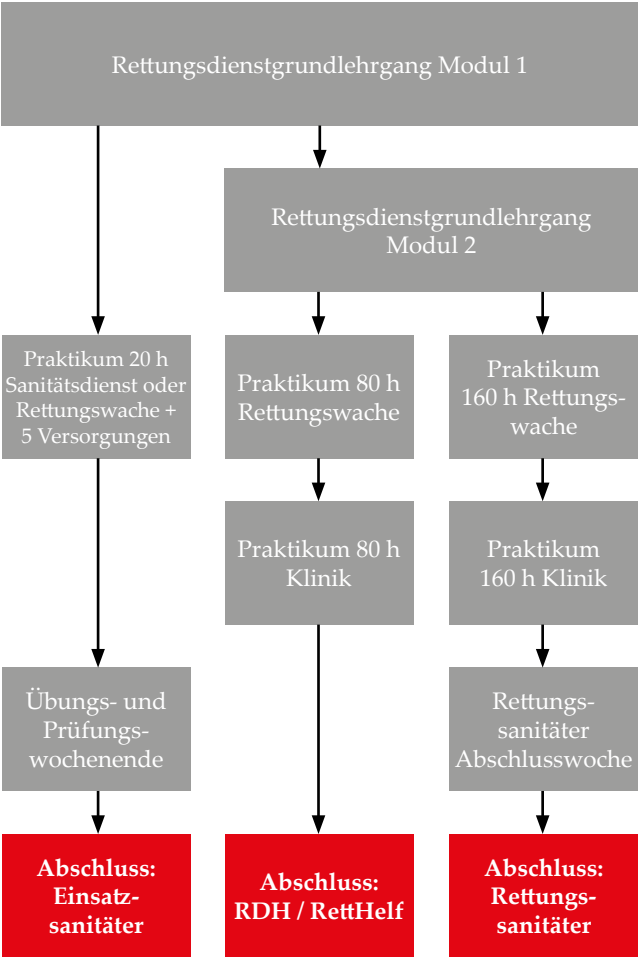 Rettungsdienstgrundlehrgang Modul 1
Rettungsdienstgrundlehrgang
Modul 2
Praktikum 20 h
Sanitätsdienst oder
Rettungswache +
5 Versorgungen
Praktikum 80 h
Rettungswache
Praktikum
160 h Rettungs-
wache
Praktikum 80 h
Klinik
Praktikum
160 h Klinik
Übungs- und
Prüfungs-
wochenende
Rettungs-
sanitäter
Abschlusswoche
Abschluss:
Einsatz-
sanitäter
Abschluss:
RDH / RettHelf
Abschluss:
Rettungs-
sanitäter